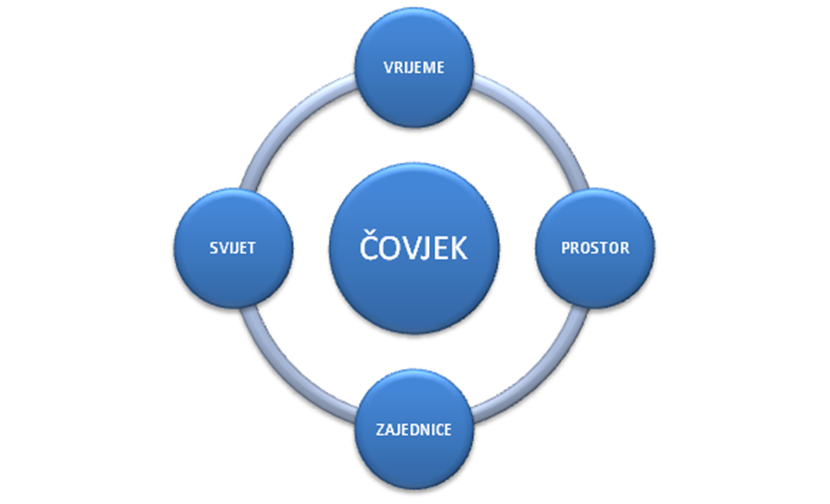 VRIJEME
SVIJET
ČOVJEK
PROSTOR
ZAJEDNICE